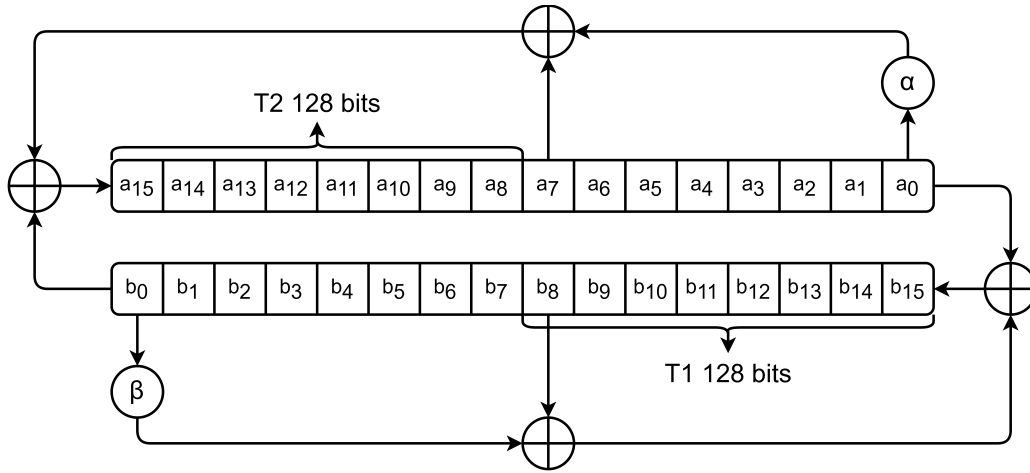 α
T2 128 bits
a15 a14 a13 a12 a11 a10 a9 a8 a7 a6 a5 a4 a3 a2 a1 a0
b0 b1 b2 b3 b4 b5 b6 b7 b8 b9 b10 b11 b12 b13 b14 b15
T1 128 bits
β